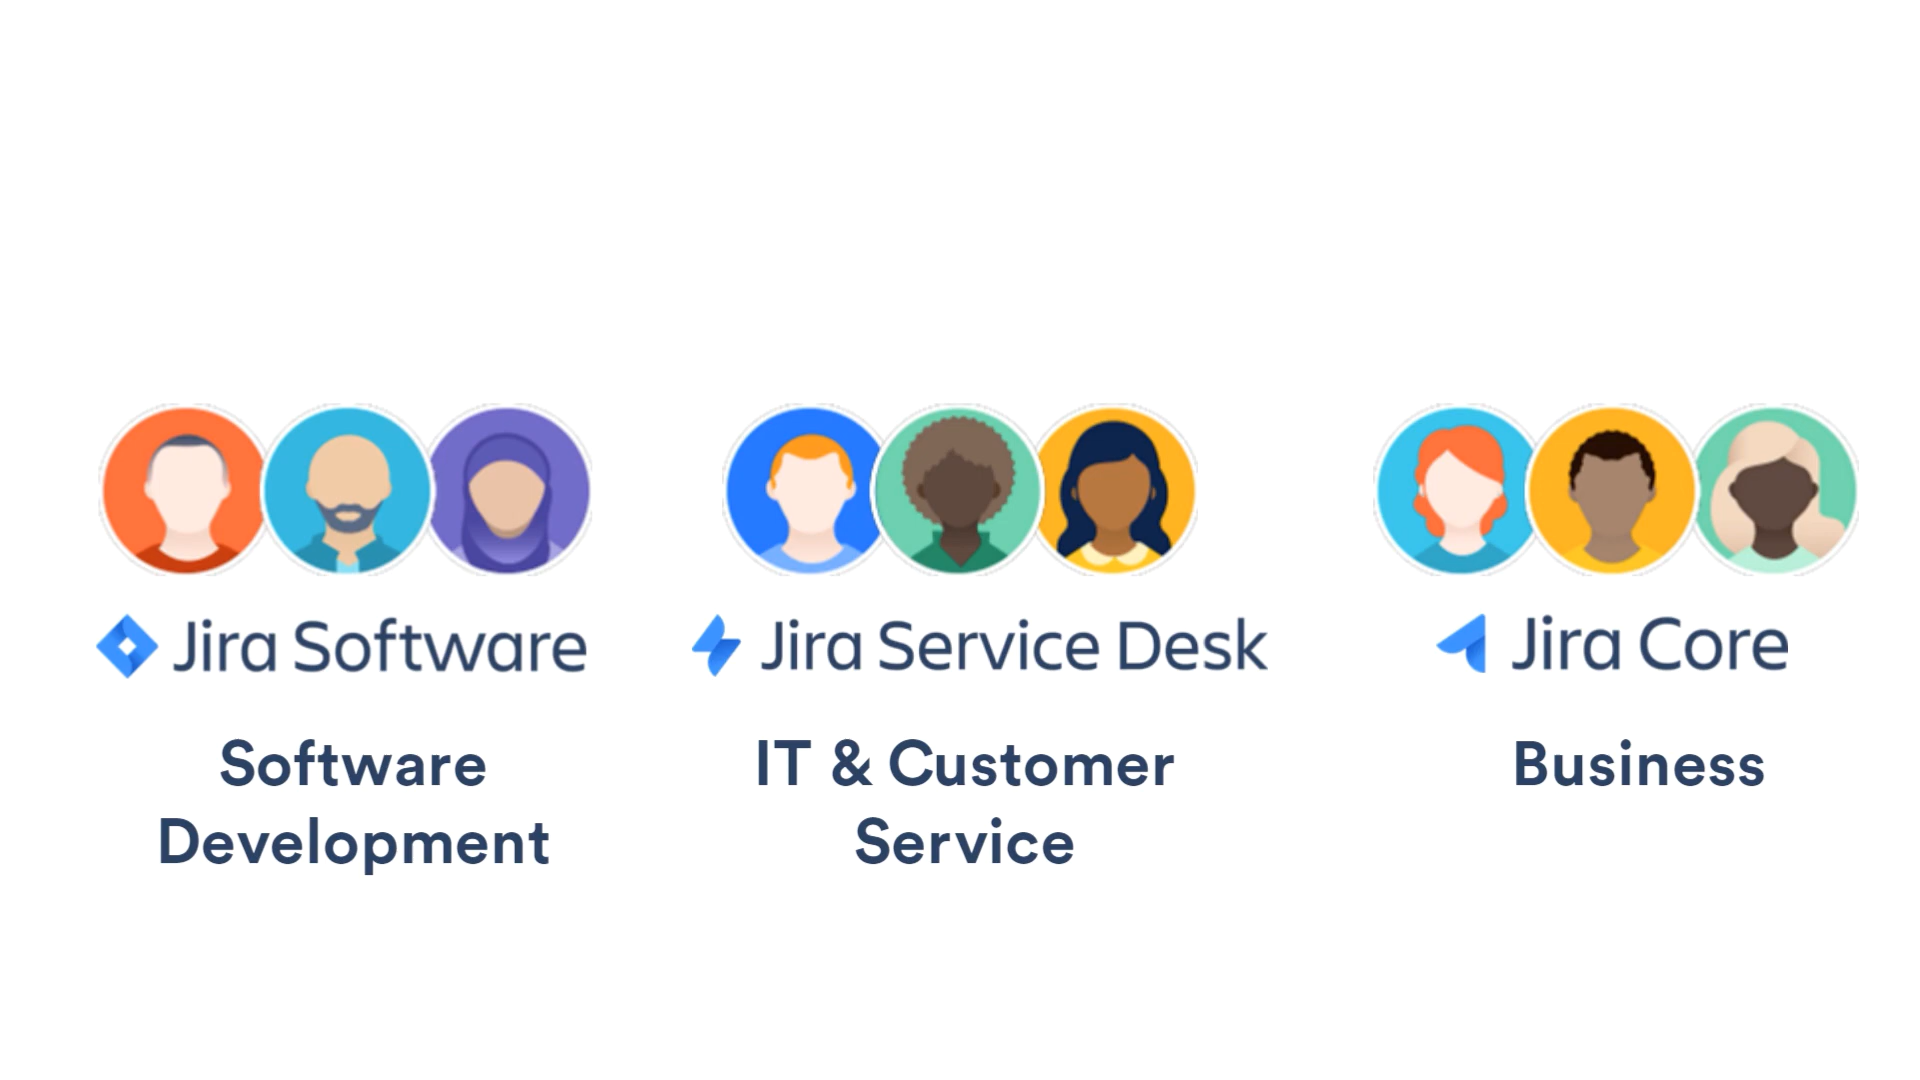 Jira Software
Software
Development
Jira Service Desk
IT & Customer
Service
Jira Core
Business